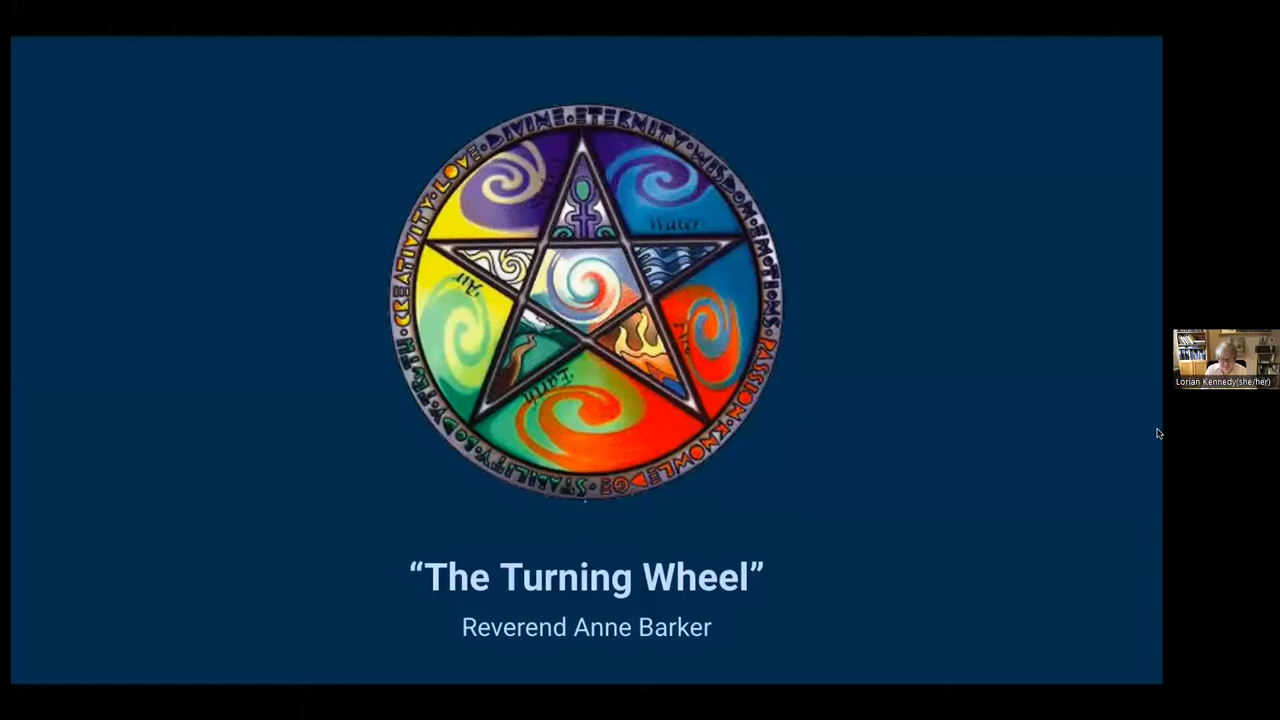 CREATIVITY · LOVE · DIVINE · ETERNITY · WISDOM · EMOTIONS · PASSION · KNOWLEDGE · STABILITY · BODY · TRUTH ·
Water
Air
Fire
Earth
“The Turning Wheel”
Reverend Anne Barker
Lorian Kennedy(she/her)